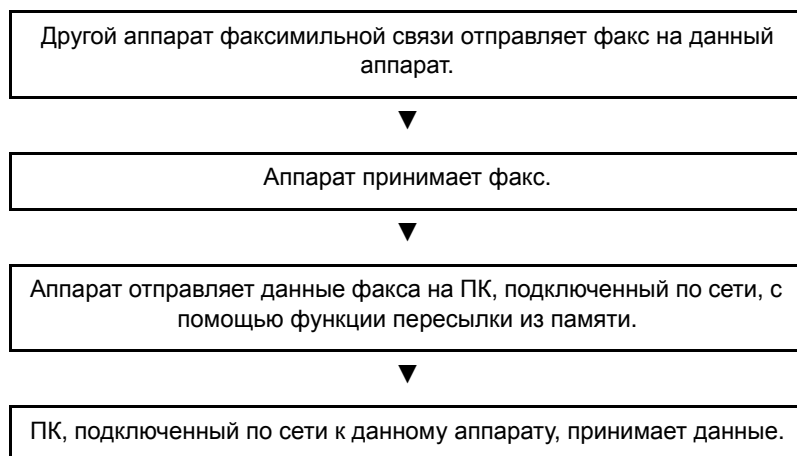 Другой аппарат факсимильной связи отправляет факс на данный
аппарат.
Аппарат принимает факс.
Аппарат отправляет данные факса на ПК, подключенный по сети, с
помощью функции пересылки из памяти.
ПК, подключенный по сети к данному аппарату, принимает данные.